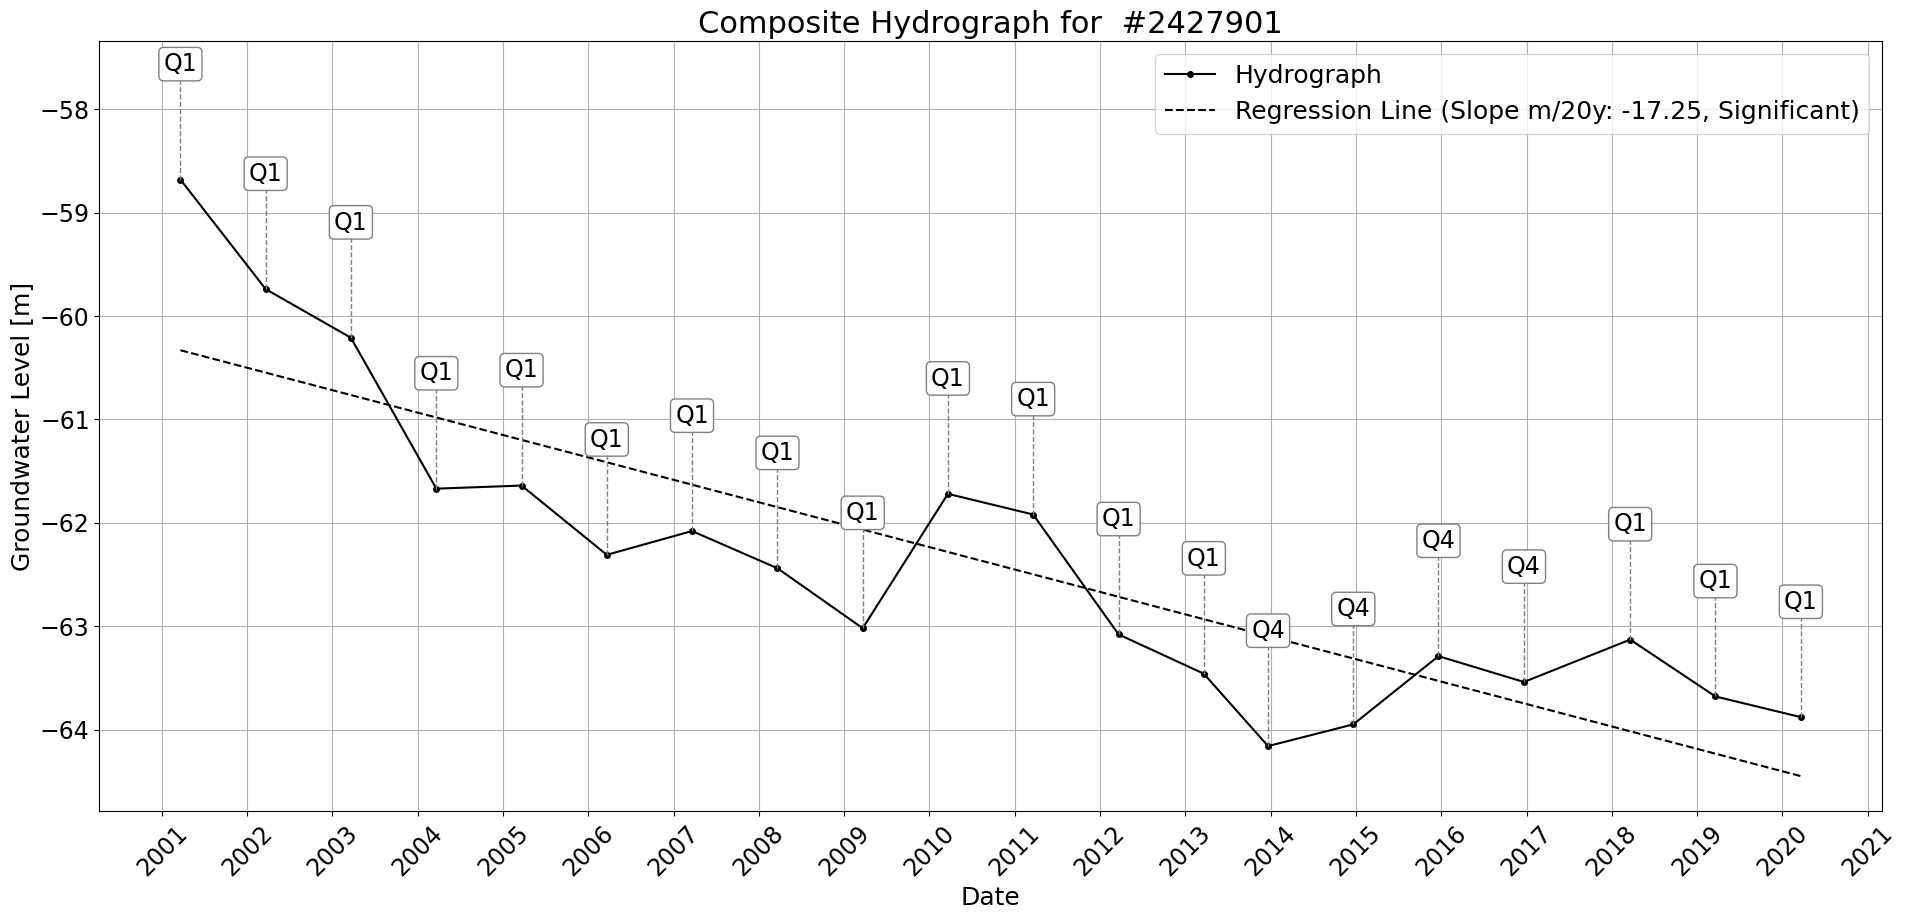 Composite Hydrograph for  #2427901
Hydrograph
Regression Line (Slope m/20y: -17.25, Significant)
Groundwater Level [m]
−58
−59
−60
−61
−62
−63
−64
Q1
Q1
Q1
Q1
Q1
Q1
Q1
Q1
Q1
Q1
Q1
Q1
Q1
Q4
Q4
Q4
Q4
Q1
Q1
Q1
2001
2002
2003
2004
2005
2006
2007
2008
2009
2010
2011
2012
2013
2014
2015
2016
2017
2018
2019
2020
2021
Date